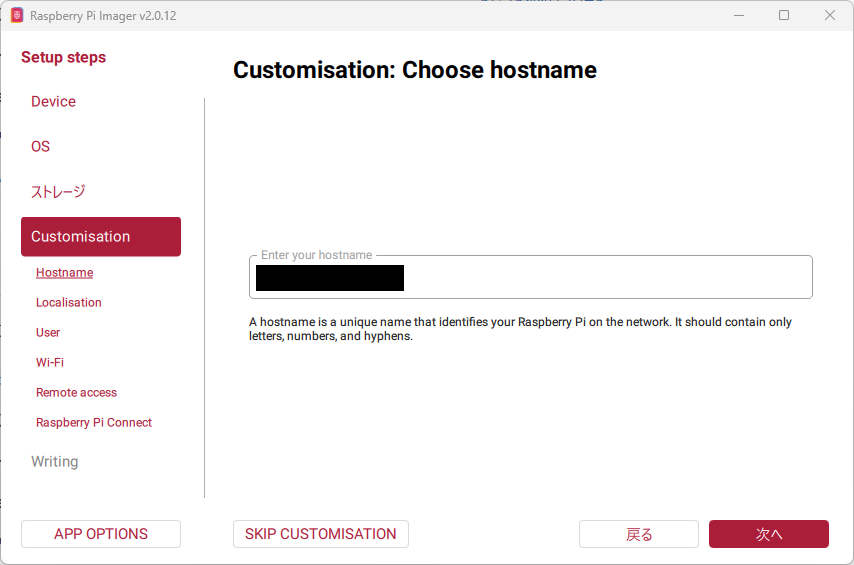 Raspberry Pi Imager v2.0.12
Setup steps
Customisation: Choose hostname
Device
OS
ストレージ
Customisation
Hostname
Localisation
User
Wi-Fi
Remote access
Raspberry Pi Connect
Writing
Enter your hostname
A hostname is a unique name that identifies your Raspberry Pi on the network. It should contain only
letters, numbers, and hyphens.
APP OPTIONS
SKIP CUSTOMISATION
戻る
次へ